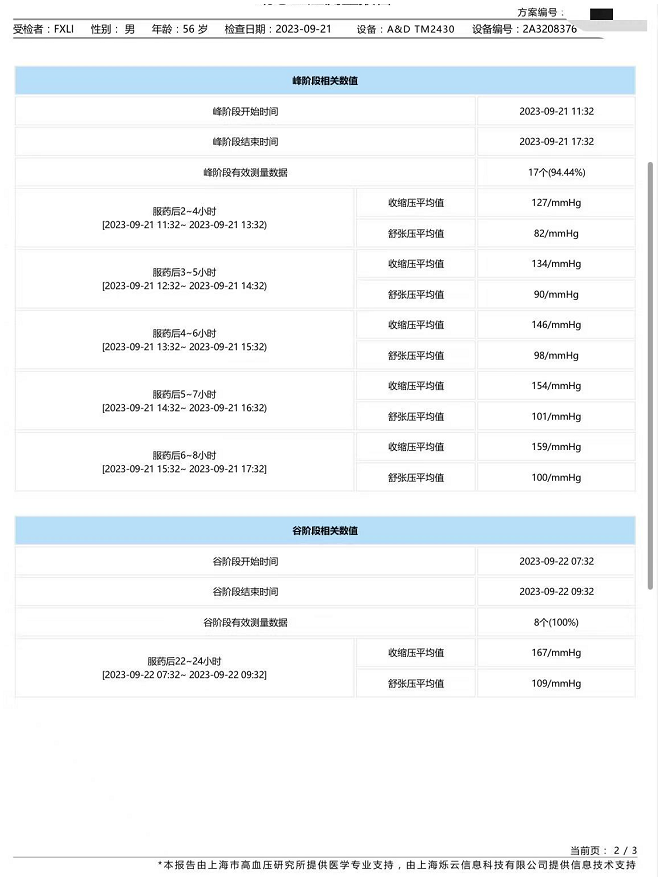 方案编号：
受检者：FXLI 性别： 男 年龄：56 岁 检查日期：2023-09-21 设备：A&D TM2430 设备编号：2A3208376
峰阶段相关数值
峰阶段开始时间 2023-09-21 11:32
峰阶段结束时间 2023-09-21 17:32
峰阶段有效测量数据 17个(94.44%)
服药后2~4小时
[2023-09-21 11:32~ 2023-09-21 13:32)
收缩压平均值 127/mmHg
舒张压平均值 82/mmHg
服药后3~5小时
[2023-09-21 12:32~ 2023-09-21 14:32)
收缩压平均值 134/mmHg
舒张压平均值 90/mmHg
服药后4~6小时
[2023-09-21 13:32~ 2023-09-21 15:32)
收缩压平均值 146/mmHg
舒张压平均值 98/mmHg
服药后5~7小时
[2023-09-21 14:32~ 2023-09-21 16:32)
收缩压平均值 154/mmHg
舒张压平均值 101/mmHg
服药后6~8小时
[2023-09-21 15:32~ 2023-09-21 17:32]
收缩压平均值 159/mmHg
舒张压平均值 100/mmHg
谷阶段相关数值
谷阶段开始时间 2023-09-22 07:32
谷阶段结束时间 2023-09-22 09:32
谷阶段有效测量数据 8个(100%)
服药后22~24小时
[2023-09-22 07:32~ 2023-09-22 09:32]
收缩压平均值 167/mmHg
舒张压平均值 109/mmHg
当前页： 2 / 3
*本报告由上海市高血压研究所提供医学专业支持，由上海烁云信息科技有限公司提供信息技术支持